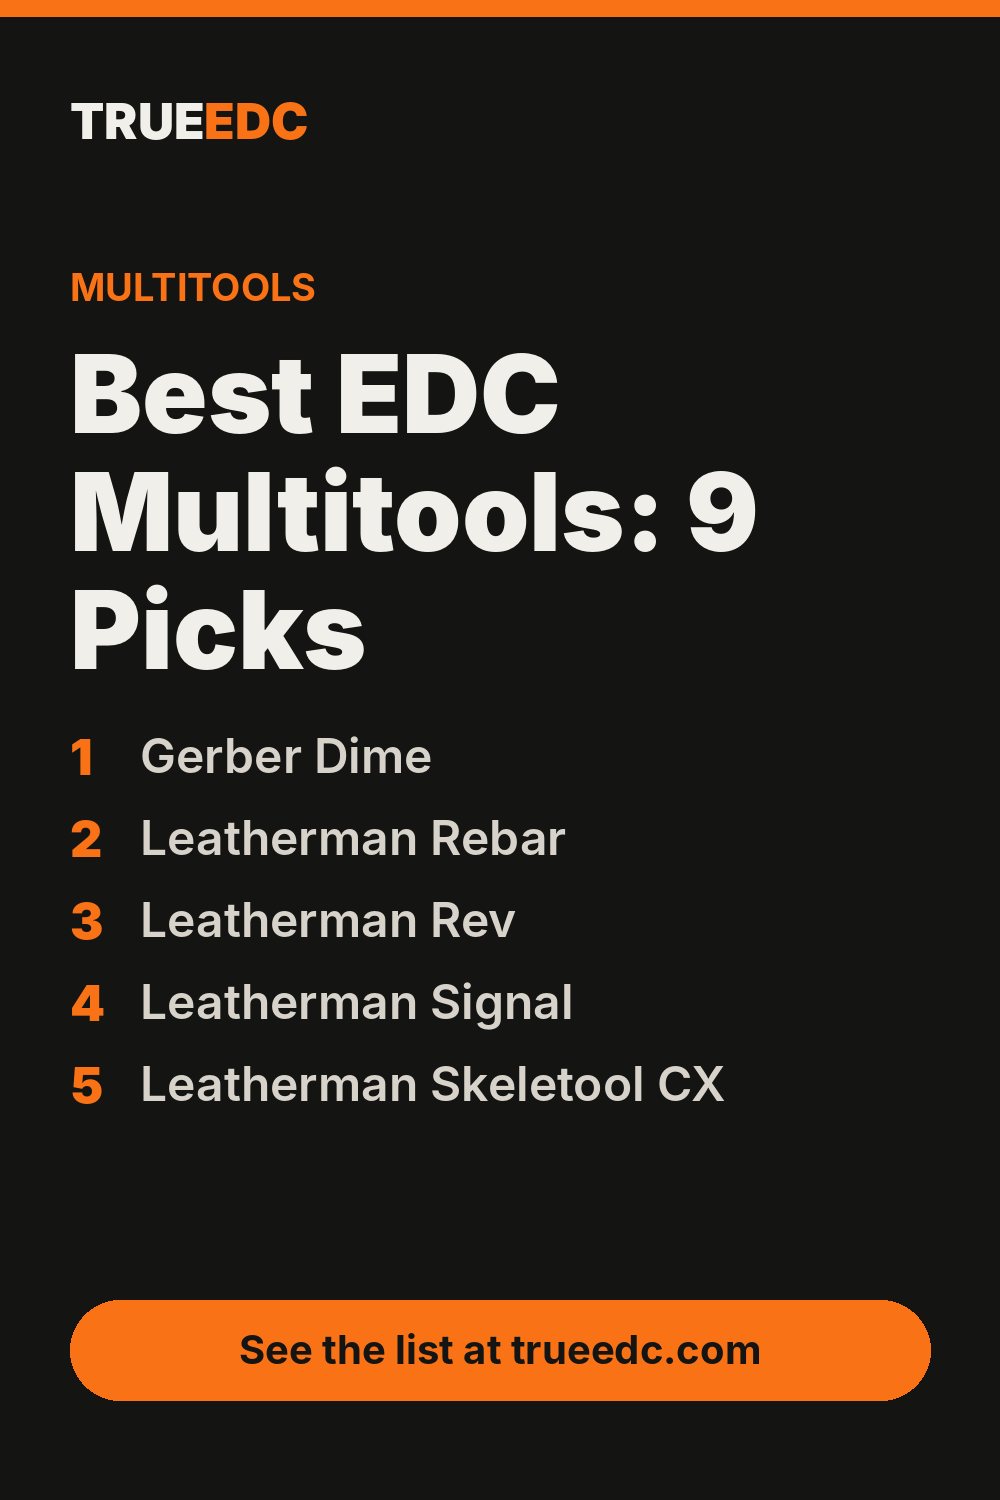 TRUEEDC
MULTITOOLS
Best EDC
Multitools: 9
Picks
1 Gerber Dime
2 Leatherman Rebar
3 Leatherman Rev
4 Leatherman Signal
5 Leatherman Skeletool CX
See the list at trueedc.com